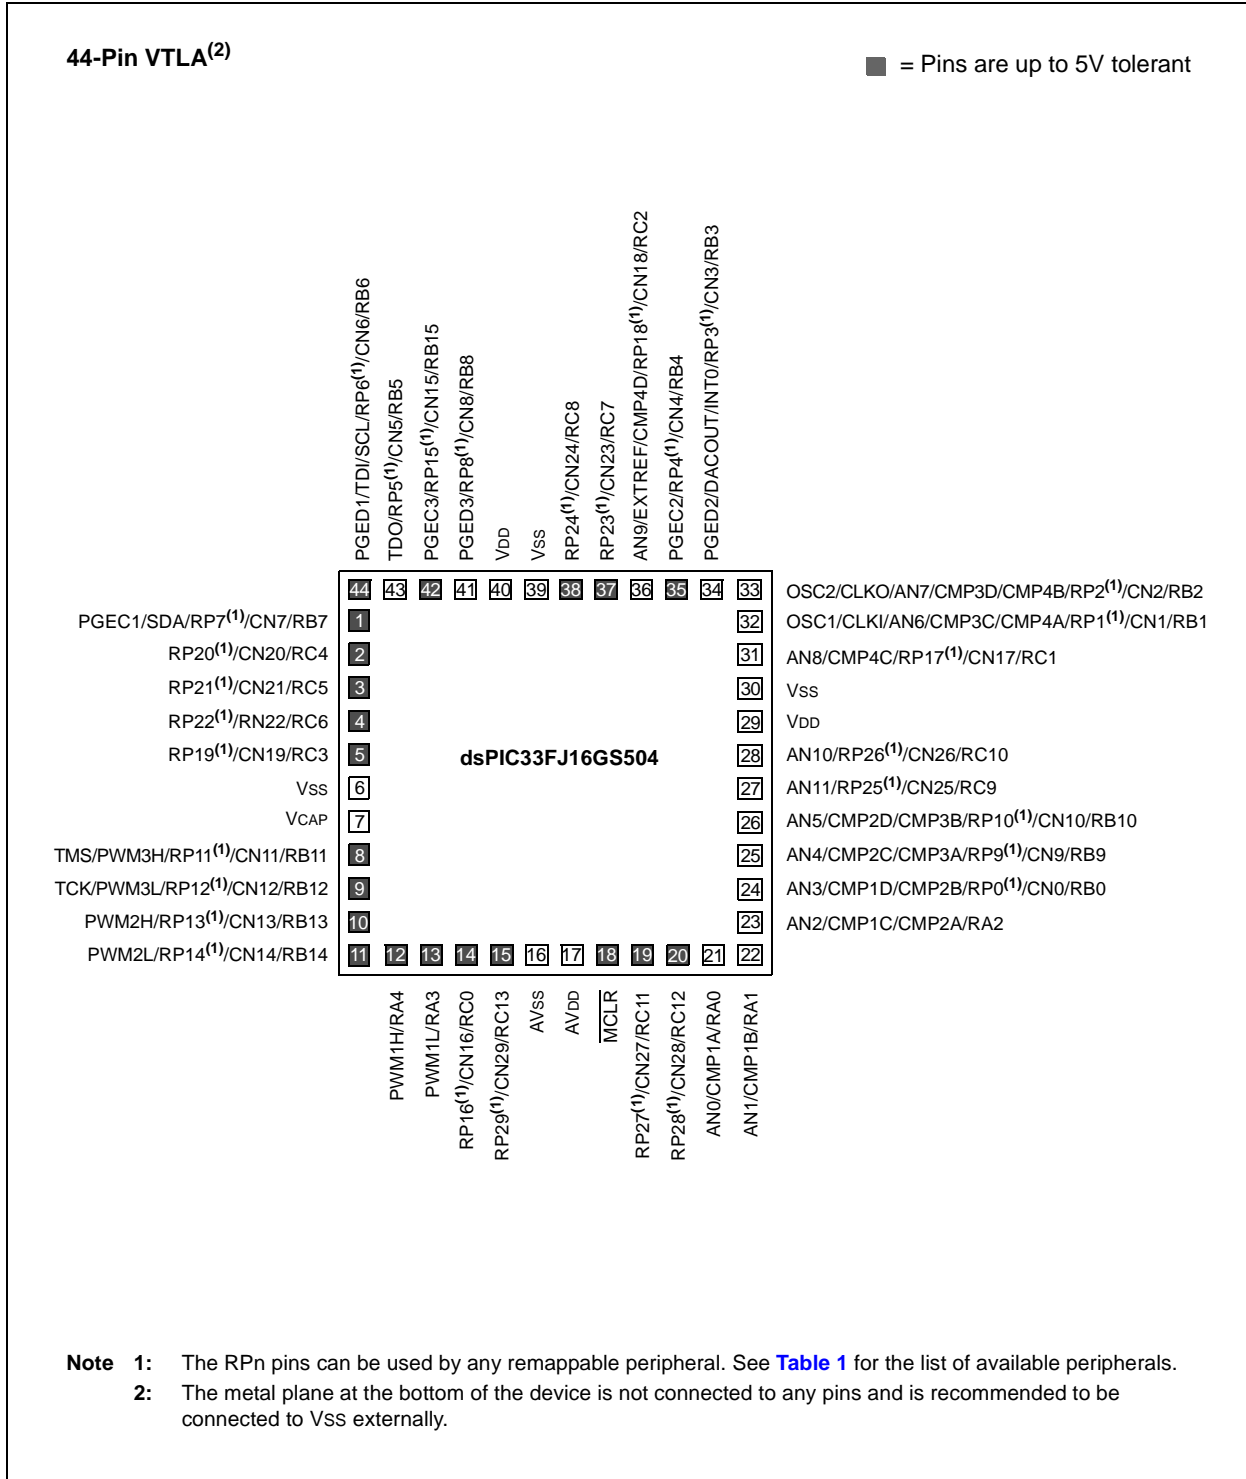 44-Pin VTLA(2)
= Pins are up to 5V tolerant
PGED1/TDI/SCL/RP6(1)/CN6/RB6
TDO/RP5(1)/CN5/RB5
PGEC3/RP15(1)/CN15/RB15
PGED3/RP8(1)/CN8/RB8
VDD
VSS
RP24(1)/CN24/RC8
RP23(1)/CN23/RC7
AN9/EXTREF/CMP4D/RP18(1)/CN18/RC2
PGEC2/RP4(1)/CN4/RB4
PGED2/DACOUT/INT0/RP3(1)/CN3/RB3
44 43 42 41 40 39 38 37 36 35 34 33 OSC2/CLKO/AN7/CMP3D/CMP4B/RP2(1)/CN2/RB2
PGEC1/SDA/RP7(1)/CN7/RB7 1 32 OSC1/CLKI/AN6/CMP3C/CMP4A/RP1(1)/CN1/RB1
RP20(1)/CN20/RC4 2 31 AN8/CMP4C/RP17(1)/CN17/RC1
RP21(1)/CN21/RC5 3 30 VSS
RP22(1)/RN22/RC6 4 29 VDD
RP19(1)/CN19/RC3 5 dsPIC33FJ16GS504 28 AN10/RP26(1)/CN26/RC10
VSS 6 27 AN11/RP25(1)/CN25/RC9
VCAP 7 26 AN5/CMP2D/CMP3B/RP10(1)/CN10/RB10
TMS/PWM3H/RP11(1)/CN11/RB11 8 25 AN4/CMP2C/CMP3A/RP9(1)/CN9/RB9
TCK/PWM3L/RP12(1)/CN12/RB12 9 24 AN3/CMP1D/CMP2B/RP0(1)/CN0/RB0
PWM2H/RP13(1)/CN13/RB13 10 23 AN2/CMP1C/CMP2A/RA2
PWM2L/RP14(1)/CN14/RB14 11 12 13 14 15 16 17 18 19 20 21 22
PWM1H/RA4
PWM1L/RA3
RP16(1)/CN16/RC0
RP29(1)/CN29/RC13
AVSS
AVDD
MCLR
RP27(1)/CN27/RC11
RP28(1)/CN28/RC12
AN0/CMP1A/RA0
AN1/CMP1B/RA1
Note 1: The RPn pins can be used by any remappable peripheral. See Table 1 for the list of available peripherals.
2: The metal plane at the bottom of the device is not connected to any pins and is recommended to be
connected to VSS externally.